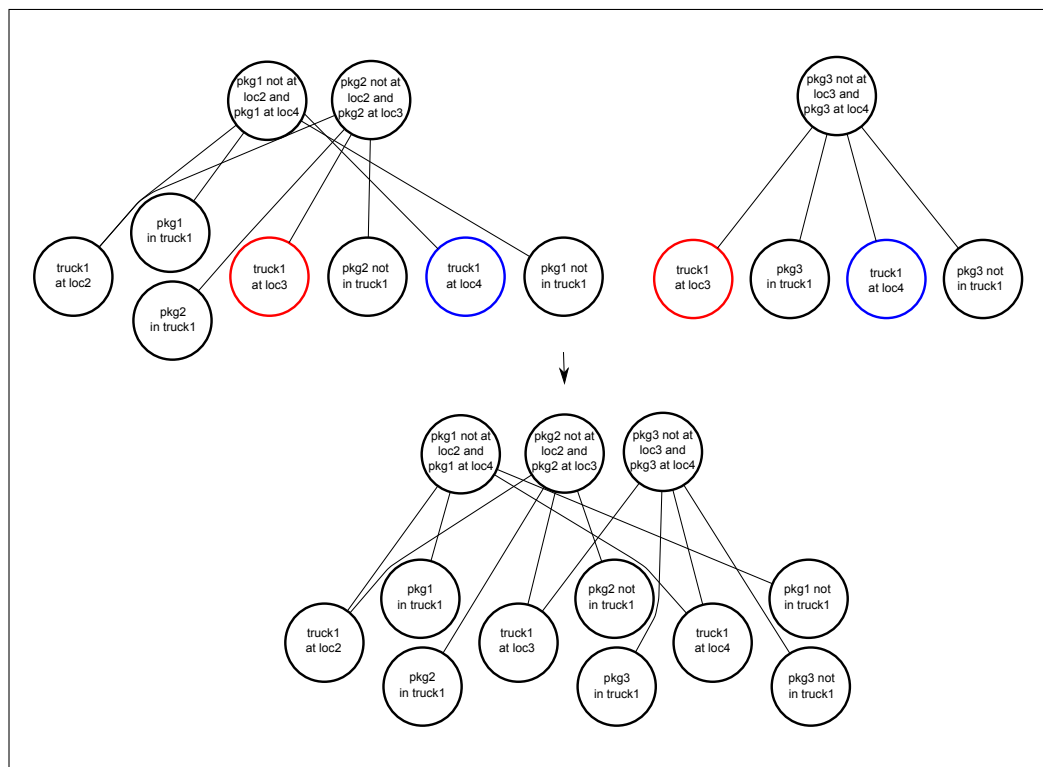 pkg1 not at
loc2 and
pkg1 at loc4
pkg2 not at
loc2 and
pkg2 at loc3
pkg3 not at
loc3 and
pkg3 at loc4
pkg1
in truck1
truck1
at loc2
pkg2
in truck1
truck1
at loc3
pkg2 not
in truck1
truck1
at loc4
pkg1 not
in truck1
truck1
at loc3
pkg3
in truck1
truck1
at loc4
pkg3 not
in truck1
pkg1 not at
loc2 and
pkg1 at loc4
pkg2 not at
loc2 and
pkg2 at loc3
pkg3 not at
loc3 and
pkg3 at loc4
truck1
at loc2
pkg1
in truck1
pkg2
in truck1
truck1
at loc3
pkg2 not
in truck1
pkg3
in truck1
truck1
at loc4
pkg1 not
in truck1
pkg3 not
in truck1